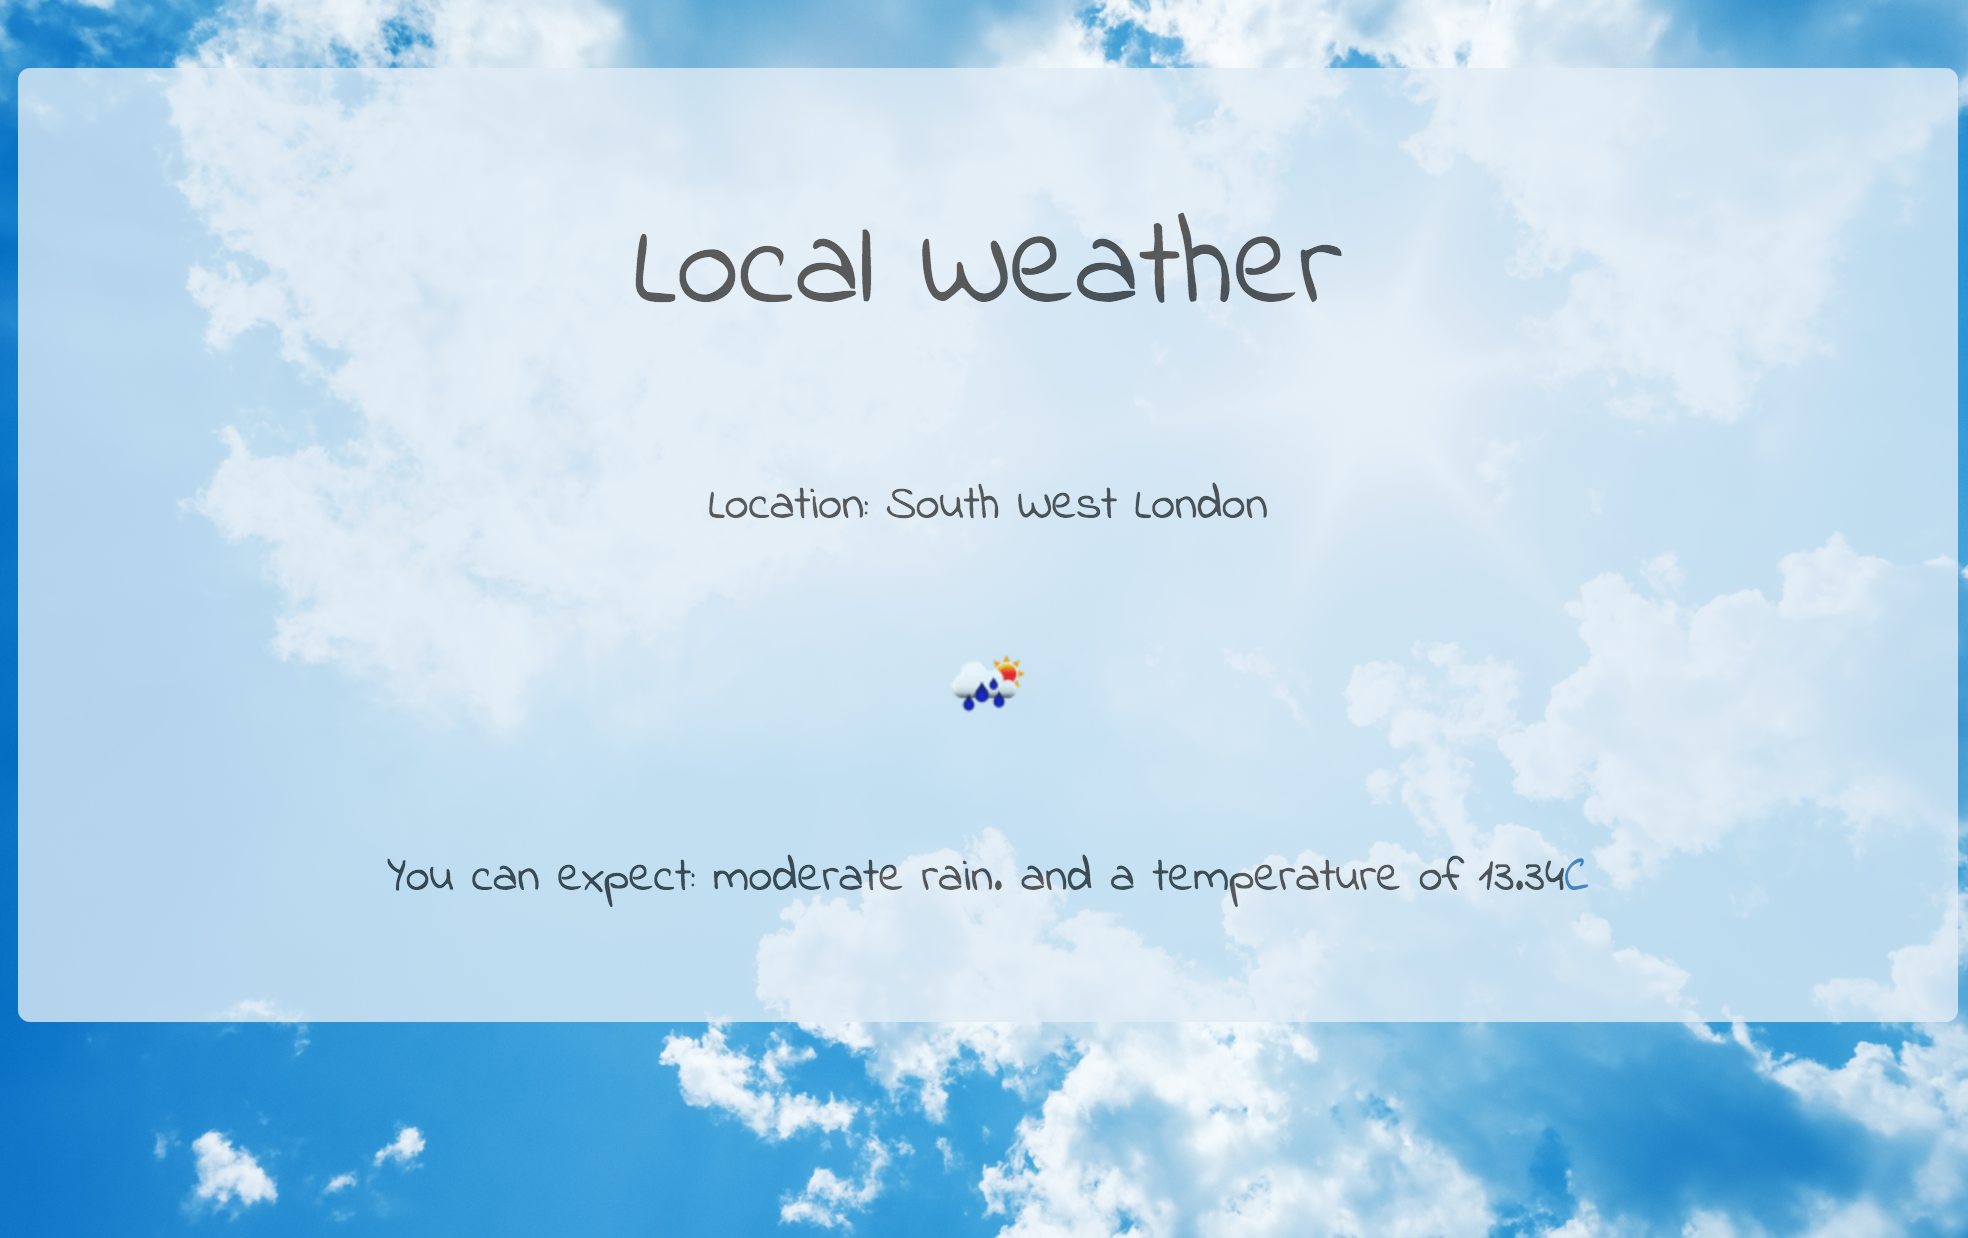 Local Weather
Location: South West London
You can expect: moderate rain. and a temperature of 13.34C